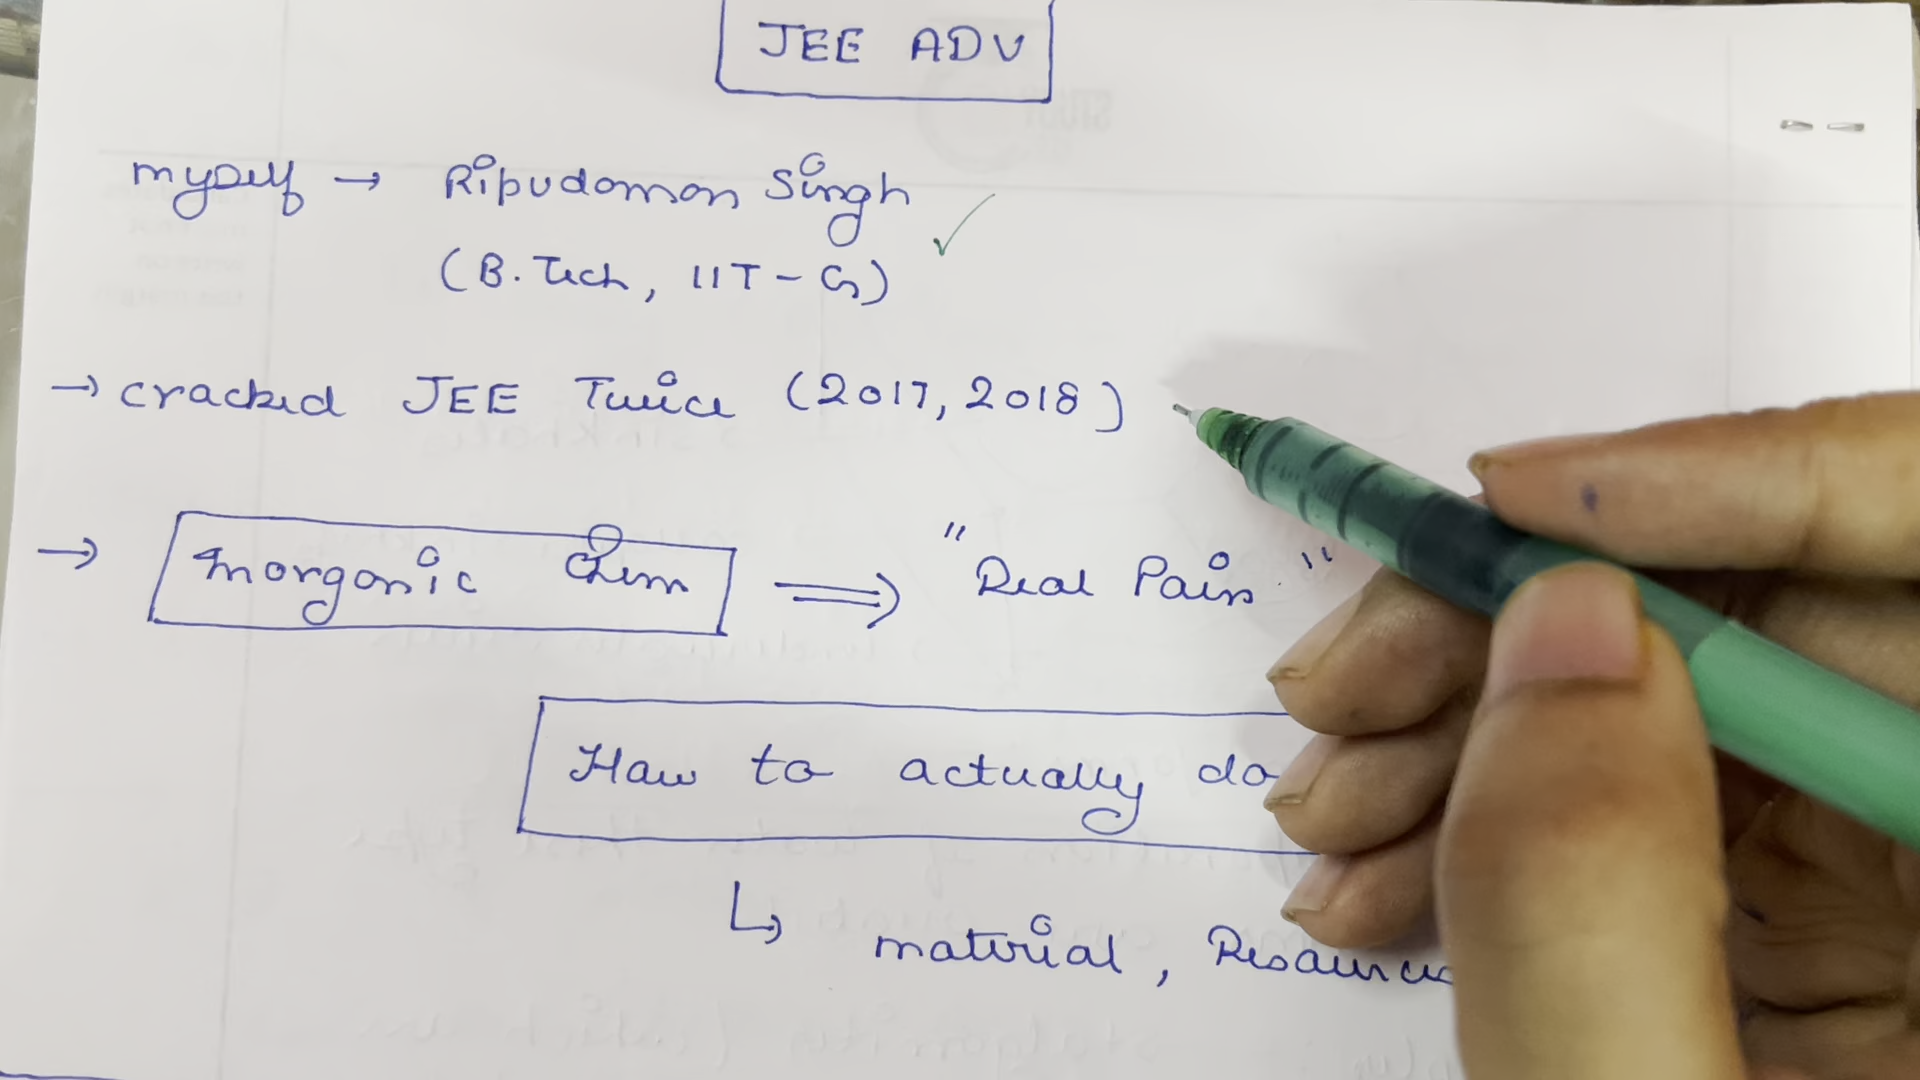 JEE ADV
myself → Ripudaman Singh
(B.Tech, IIT-G)
→ cracked JEE Twice (2017, 2018)
→ Inorganic Chem ⇒ "Real Pain."
How to actually do
↳ material, Resources